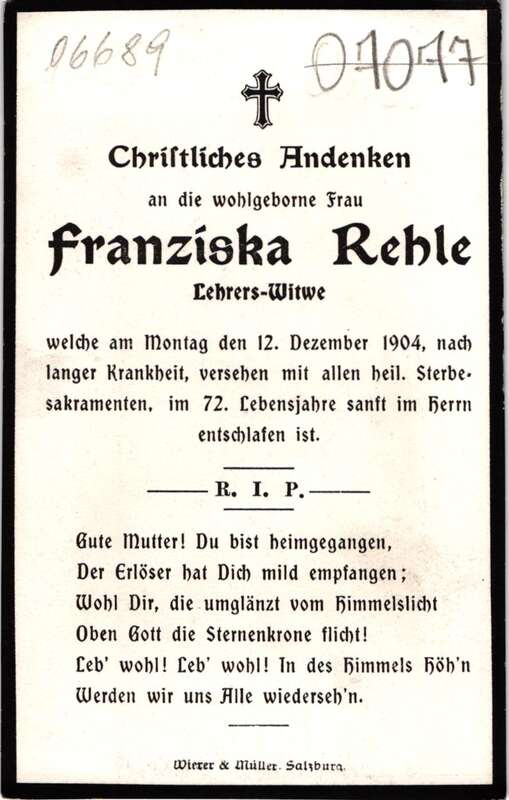 06689
07077
Christliches Andenken
an die wohlgeborne Frau
Franziska Rehle
Lehrers-Witwe
welche am Montag den 12. Dezember 1904, nach
langer Krankheit, versehen mit allen heil. Sterbe-
sakramenten, im 72. Lebensjahre sanft im Herrn
entschlafen ist.
R. I. P.
Gute Mutter! Du bist heimgegangen,
Der Erlöser hat Dich mild empfangen;
Wohl Dir, die umglänzt vom Himmelslicht
Oben Gott die Sternenkrone flicht!
Leb' wohl! Leb' wohl! In des Himmels Höh'n
Werden wir uns Alle wiederseh'n.
& Müller. Salzburg.